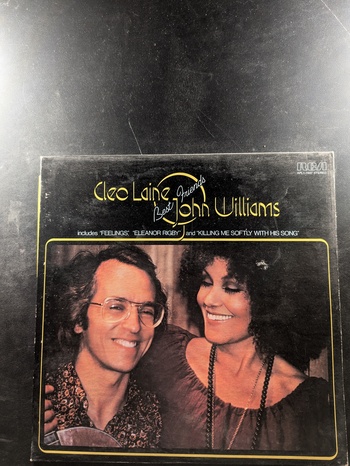 RCA
Cleo Laine
Best Friends
John Williams
includes "FEELINGS", "ELEANOR RIGBY" and "KILLING ME SOFTLY WITH HIS SONG"